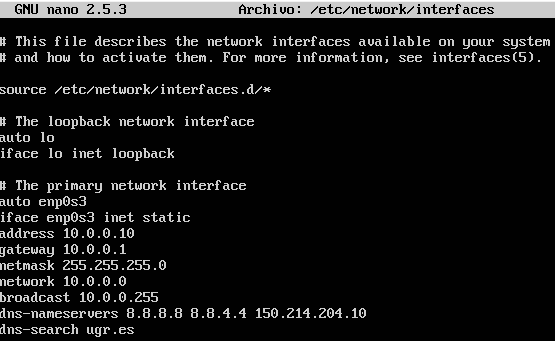 GNU nano 2.5.3 Archivo: /etc/network/interfaces
# This file describes the network interfaces available on your system
# and how to activate them. For more information, see interfaces(5).
source /etc/network/interfaces.d/*
# The loopback network interface
auto lo
iface lo inet loopback
# The primary network interface
auto enp0s3
iface enp0s3 inet static
address 10.0.0.10
gateway 10.0.0.1
netmask 255.255.255.0
network 10.0.0.0
broadcast 10.0.0.255
dns-nameservers 8.8.8.8 8.8.4.4 150.214.204.10
dns-search ugr.es